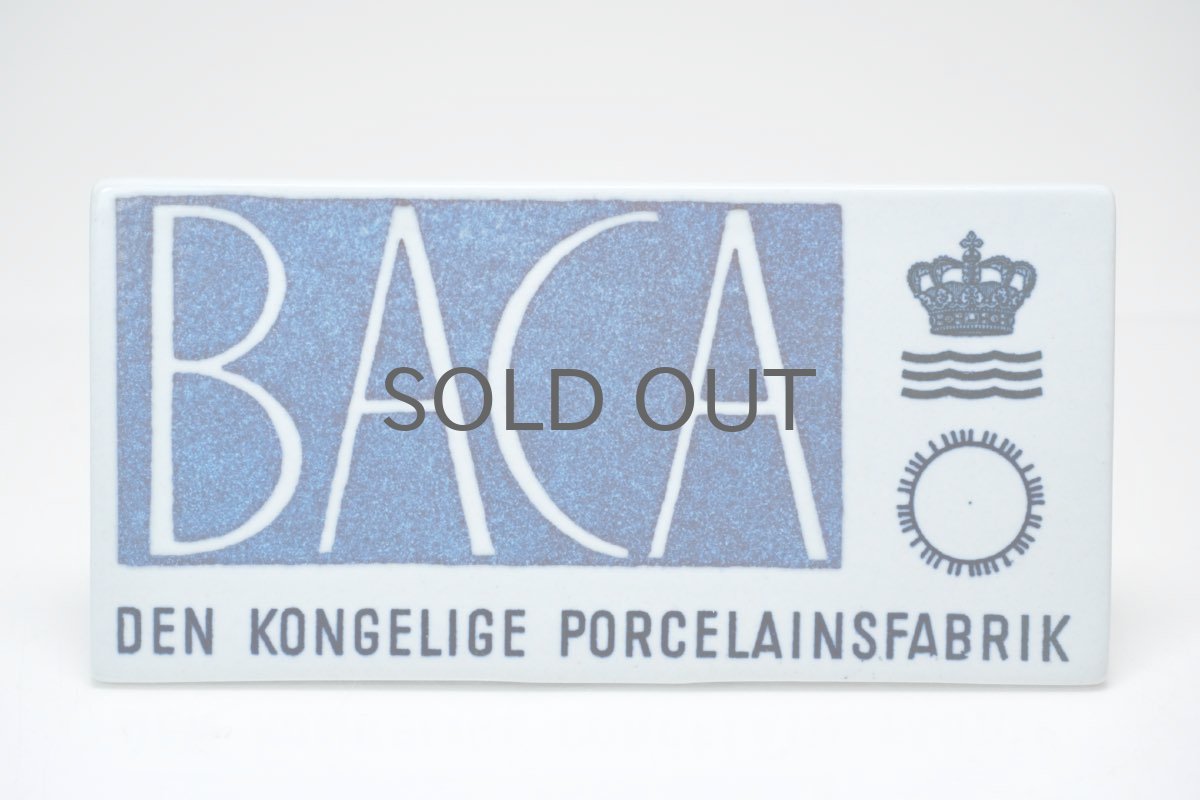 BACA
SOLD OUT
DEN KONGELIGE PORCELAINSFABRIK